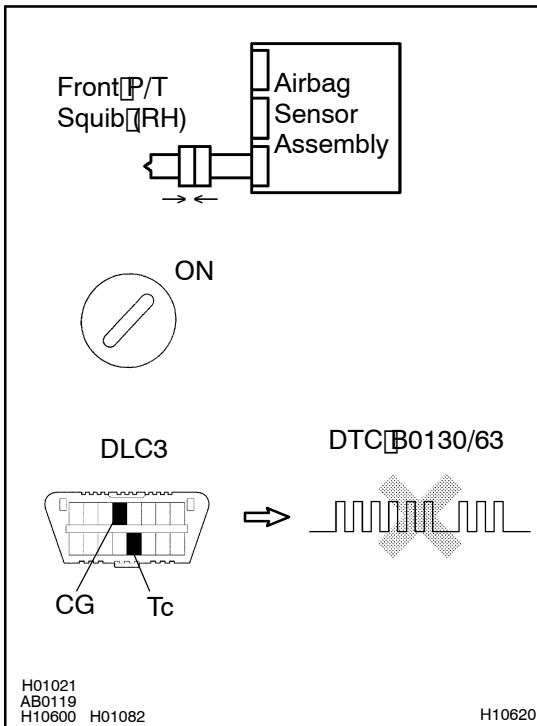 Front P/T
Squib (RH)
Airbag
Sensor
Assembly
ON
DLC3
DTC B0130/63
CG
Tc
H01021
AB0119
H10600 H01082
H10620